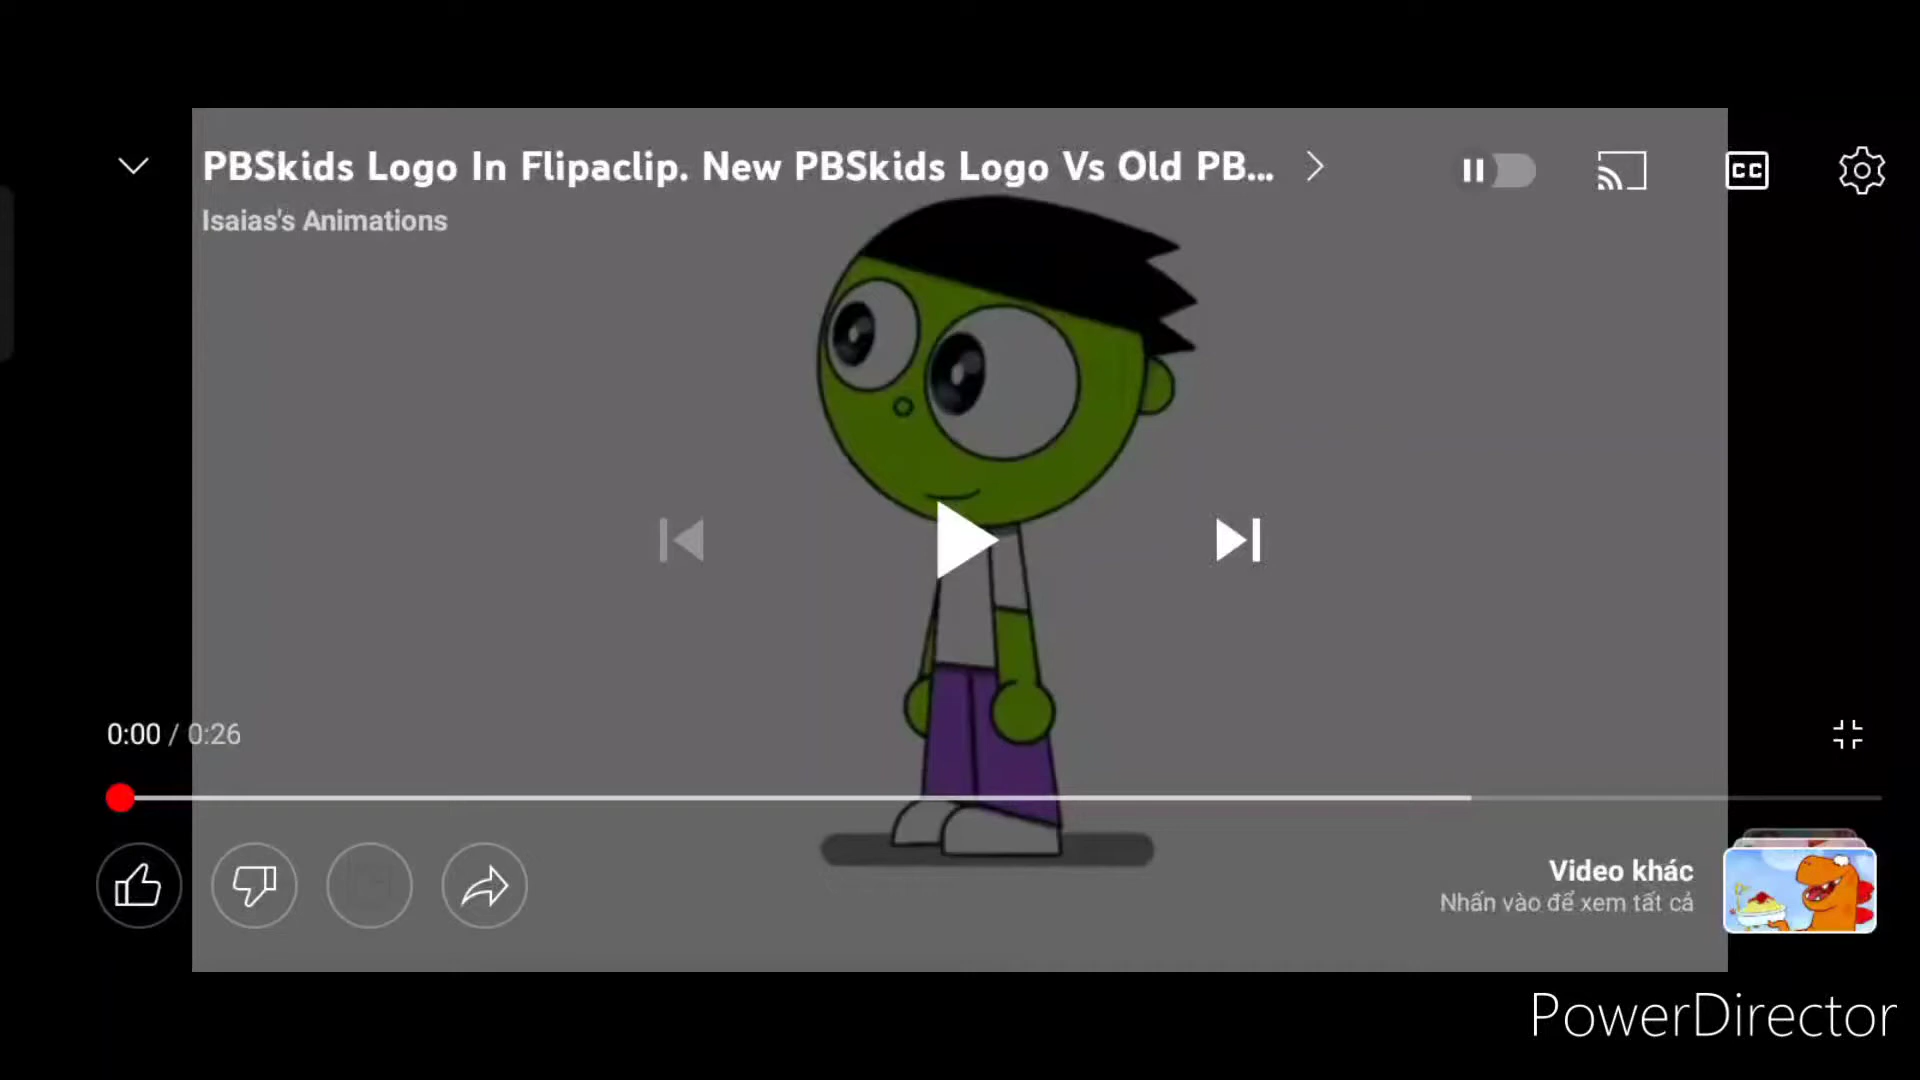 PBSkids Logo In Flipaclip. New PBSkids Logo Vs Old PB...
CC
Isaias's Animations
0:00 / 0:26
Video khác
Nhấn vào để xem tất cả
PowerDirector